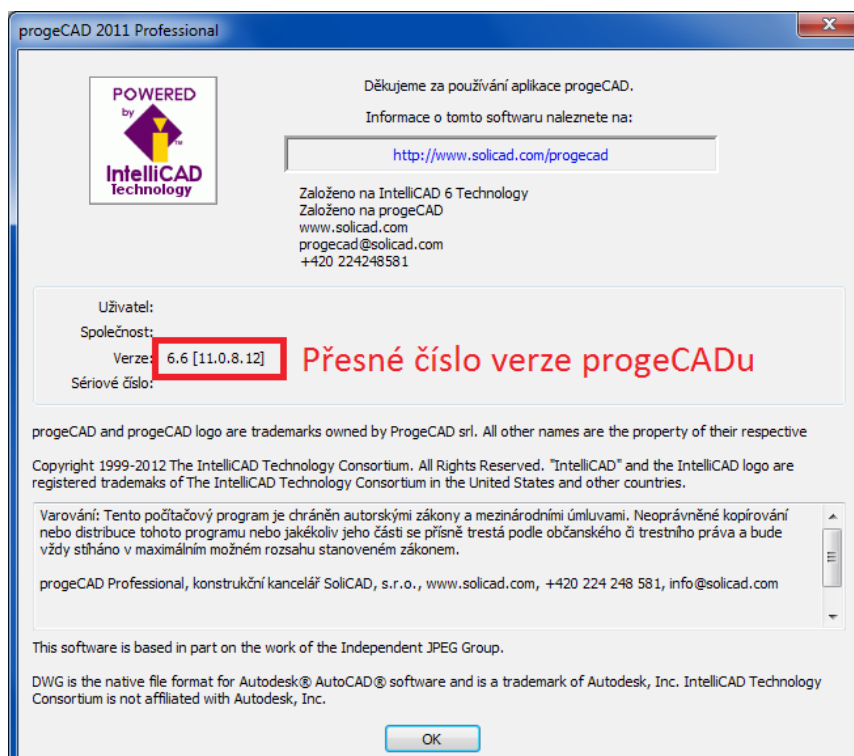 progeCAD 2011 Professional
POWERED
by
IntelliCAD
Technology
TM
Děkujeme za používání aplikace progeCAD.
Informace o tomto softwaru naleznete na:
http://www.solicad.com/progecad
Založeno na IntelliCAD 6 Technology
Založeno na progeCAD
www.solicad.com
progecad@solicad.com
+420 224248581
Uživatel:
Společnost:
Verze: 6.6 [11.0.8.12]
Přesné číslo verze progeCADu
Sériové číslo:
progeCAD and progeCAD logo are trademarks owned by ProgeCAD srl. All other names are the property of their respective
Copyright 1999-2012 The IntelliCAD Technology Consortium. All Rights Reserved. "IntelliCAD" and the IntelliCAD logo are
registered trademaks of The IntelliCAD Technology Consortium in the United States and other countries.
Varování: Tento počítačový program je chráněn autorskými zákony a mezinárodními úmluvami. Neoprávněné kopírování
nebo distribuce tohoto programu nebo jakékoliv jeho části se přísně trestá podle občanského či trestního práva a bude
vždy stíháno v maximálním možném rozsahu stanoveném zákonem.
progeCAD Professional, konstrukční kancelář SoliCAD, s.r.o., www.solicad.com, +420 224 248 581, info@solicad.com
This software is based in part on the work of the Independent JPEG Group.
DWG is the native file format for Autodesk® AutoCAD® software and is a trademark of Autodesk, Inc. IntelliCAD Technology
Consortium is not affiliated with Autodesk, Inc.
OK